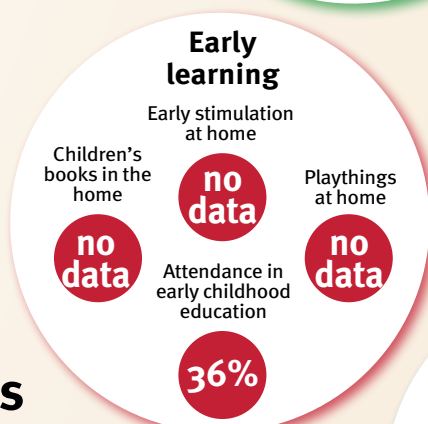 Early
learning
Early stimulation
at home
no
data
Children’s
books in the
home
no
data
Playthings
at home
no
data
Attendance in
early childhood
education
36%
s